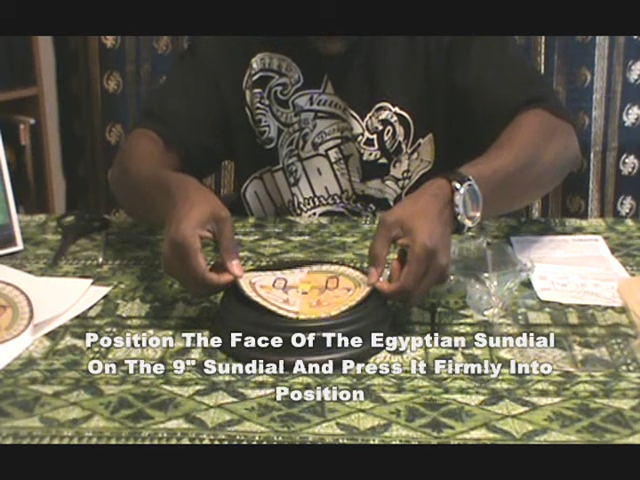 Position The Face Of The Egyptian Sundial
On The 9" Sundial And Press It Firmly Into
Position